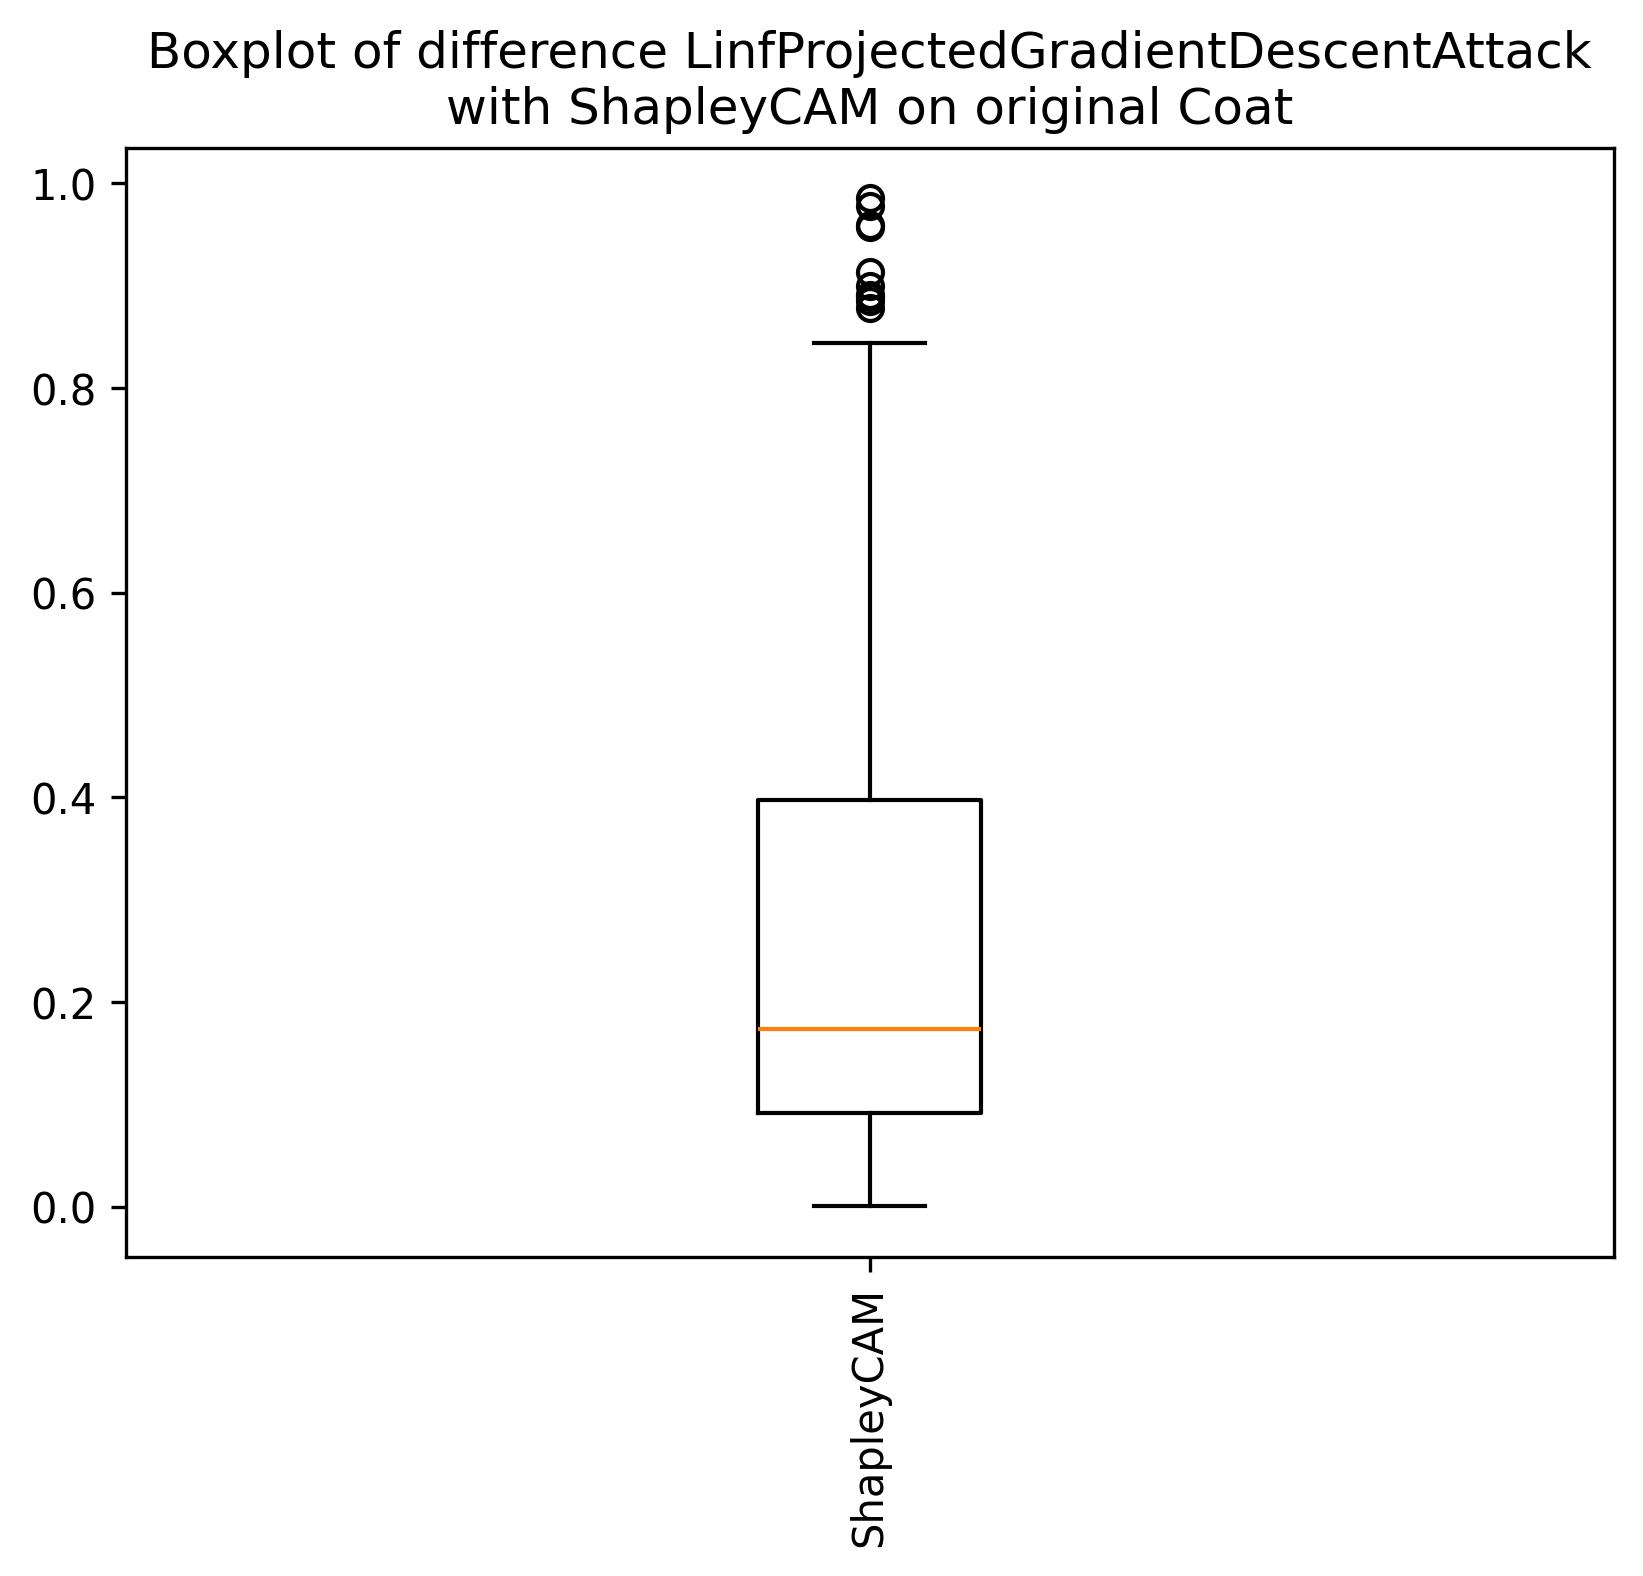 Boxplot of difference LinfProjectedGradientDescentAttack
with ShapleyCAM on original Coat
1.0
0.8
0.6
0.4
0.2
0.0
ShapleyCAM